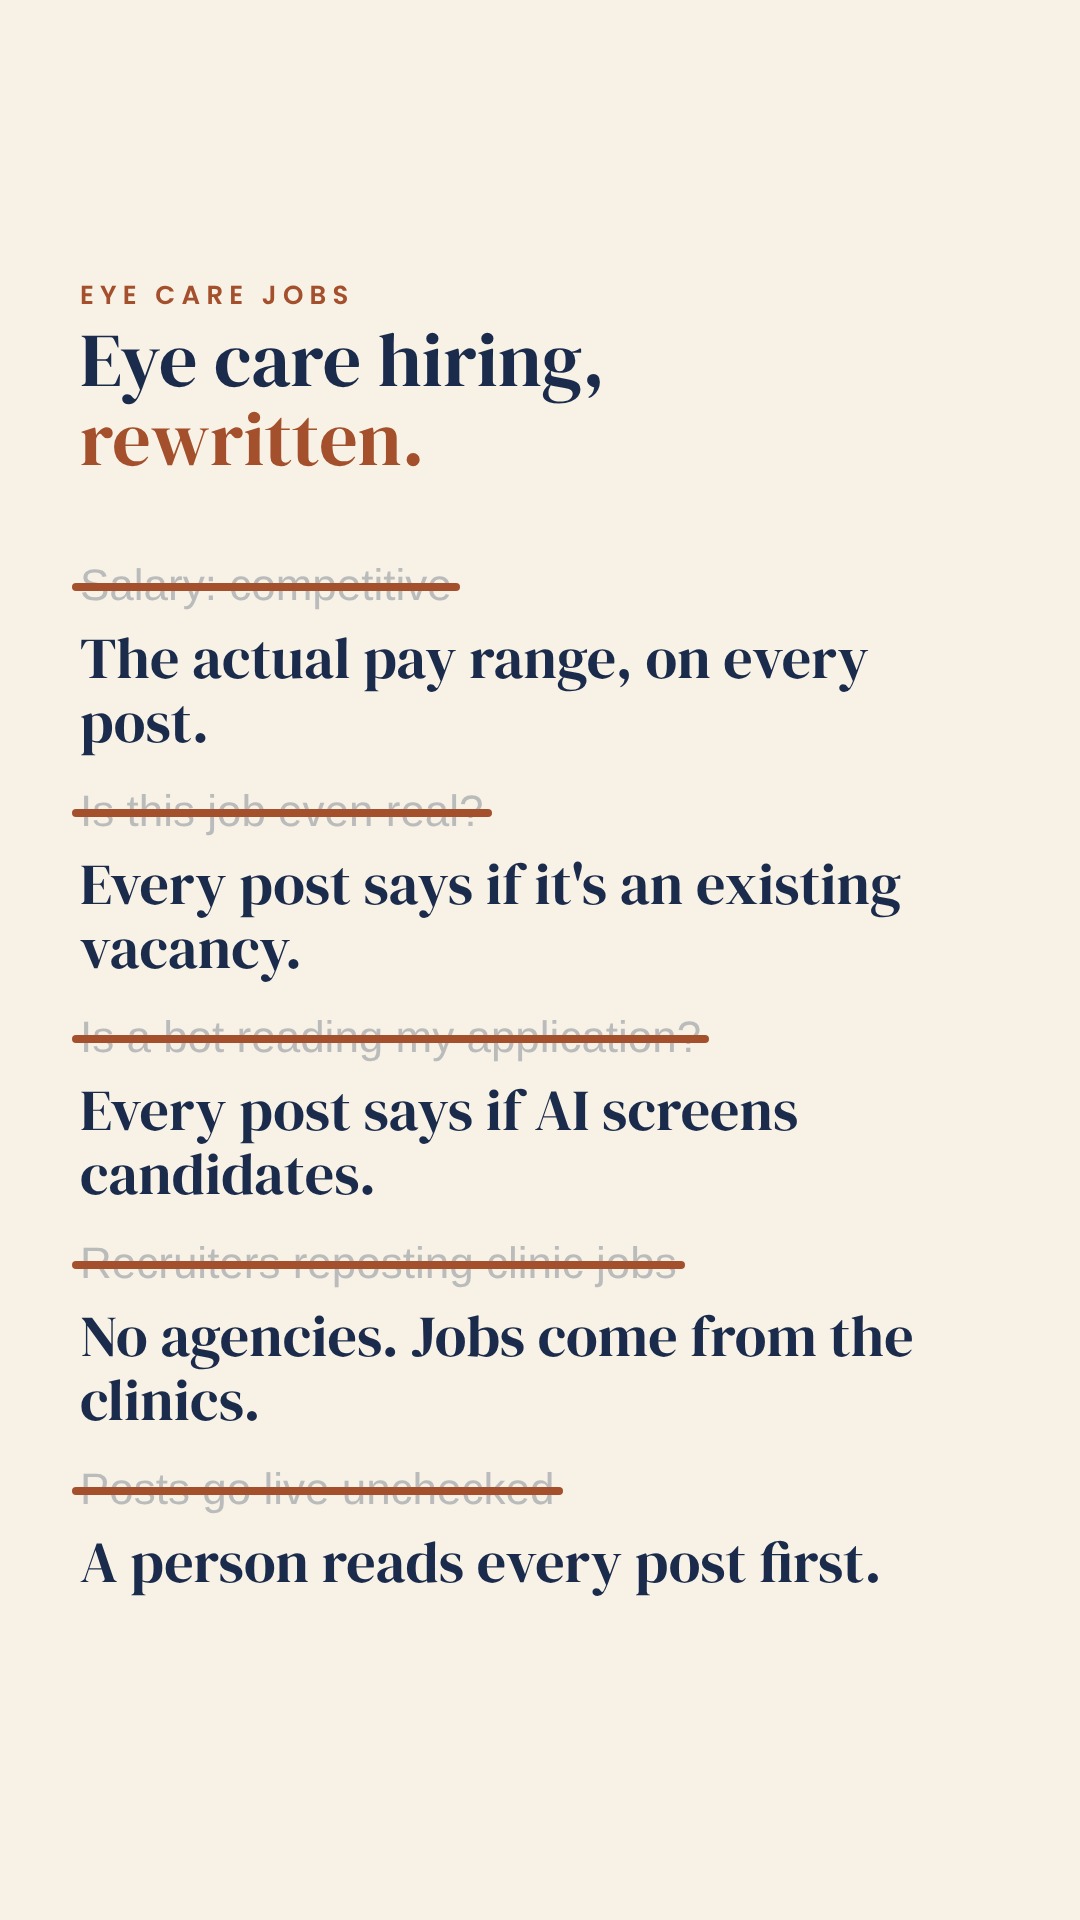 EYE CARE JOBS
Eye care hiring,
rewritten.
Salary: competitive
The actual pay range, on every
post.
Is this job even real?
Every post says if it's an existing
vacancy.
Is a bot reading my application?
Every post says if AI screens
candidates.
Recruiters reposting clinic jobs
No agencies. Jobs come from the
clinics.
Posts go live unchecked
A person reads every post first.